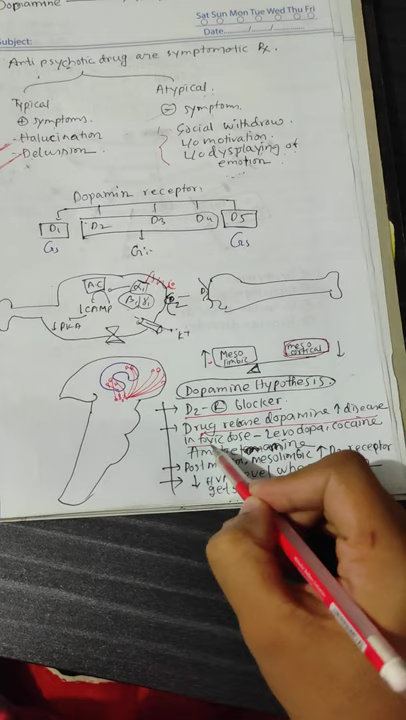 Dopamine
Sat Sun Mon Tue Wed Thu Fri
Subject:
Date
Anti psychotic drug are symptomatic Rx.
Typical
⊕ symptoms.
- Halucination
- Delussion.
Atypical.
⊖ symptoms.
Social withdraw.
↓o motivation.
↓o dysplaying of
emotion.
Dopamin receptor.
D1 D2 D3 D4 D5
Gs Gi Gs
AC
↓CAMP
↓PKA
K+
↑ Meso limbic
meso cortical ↓
Dopamine Hypothesis.
→ D2-R blocker.
→ Drug release dopamine ↑ disease
in toxic dose - levodopa, cocaine
→ Post mesolimbic ↑ D2 receptor
→ ↓ level